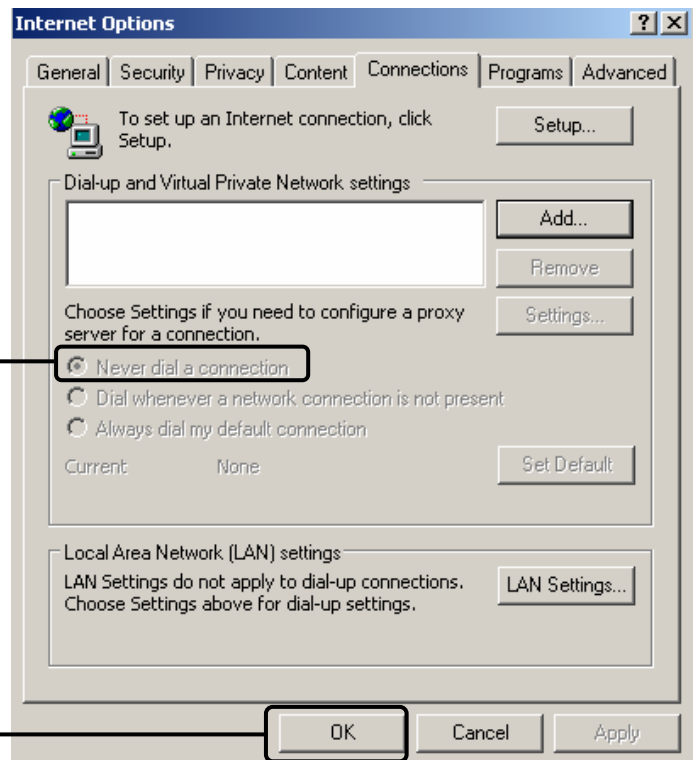 Internet Options
General Security Privacy Content Connections Programs Advanced
To set up an Internet connection, click
Setup.
Setup...
Dial-up and Virtual Private Network settings
Add...
Remove
Choose Settings if you need to configure a proxy
server for a connection.
Settings...
Never dial a connection
Dial whenever a network connection is not present
Always dial my default connection
Current None
Set Default
Local Area Network (LAN) settings
LAN Settings do not apply to dial-up connections.
Choose Settings above for dial-up settings.
LAN Settings...
OK Cancel Apply